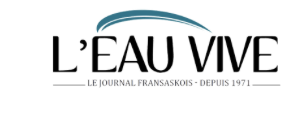 L'EAU VIVE
LE JOURNAL FRANSASKOIS - DEPUIS 1971